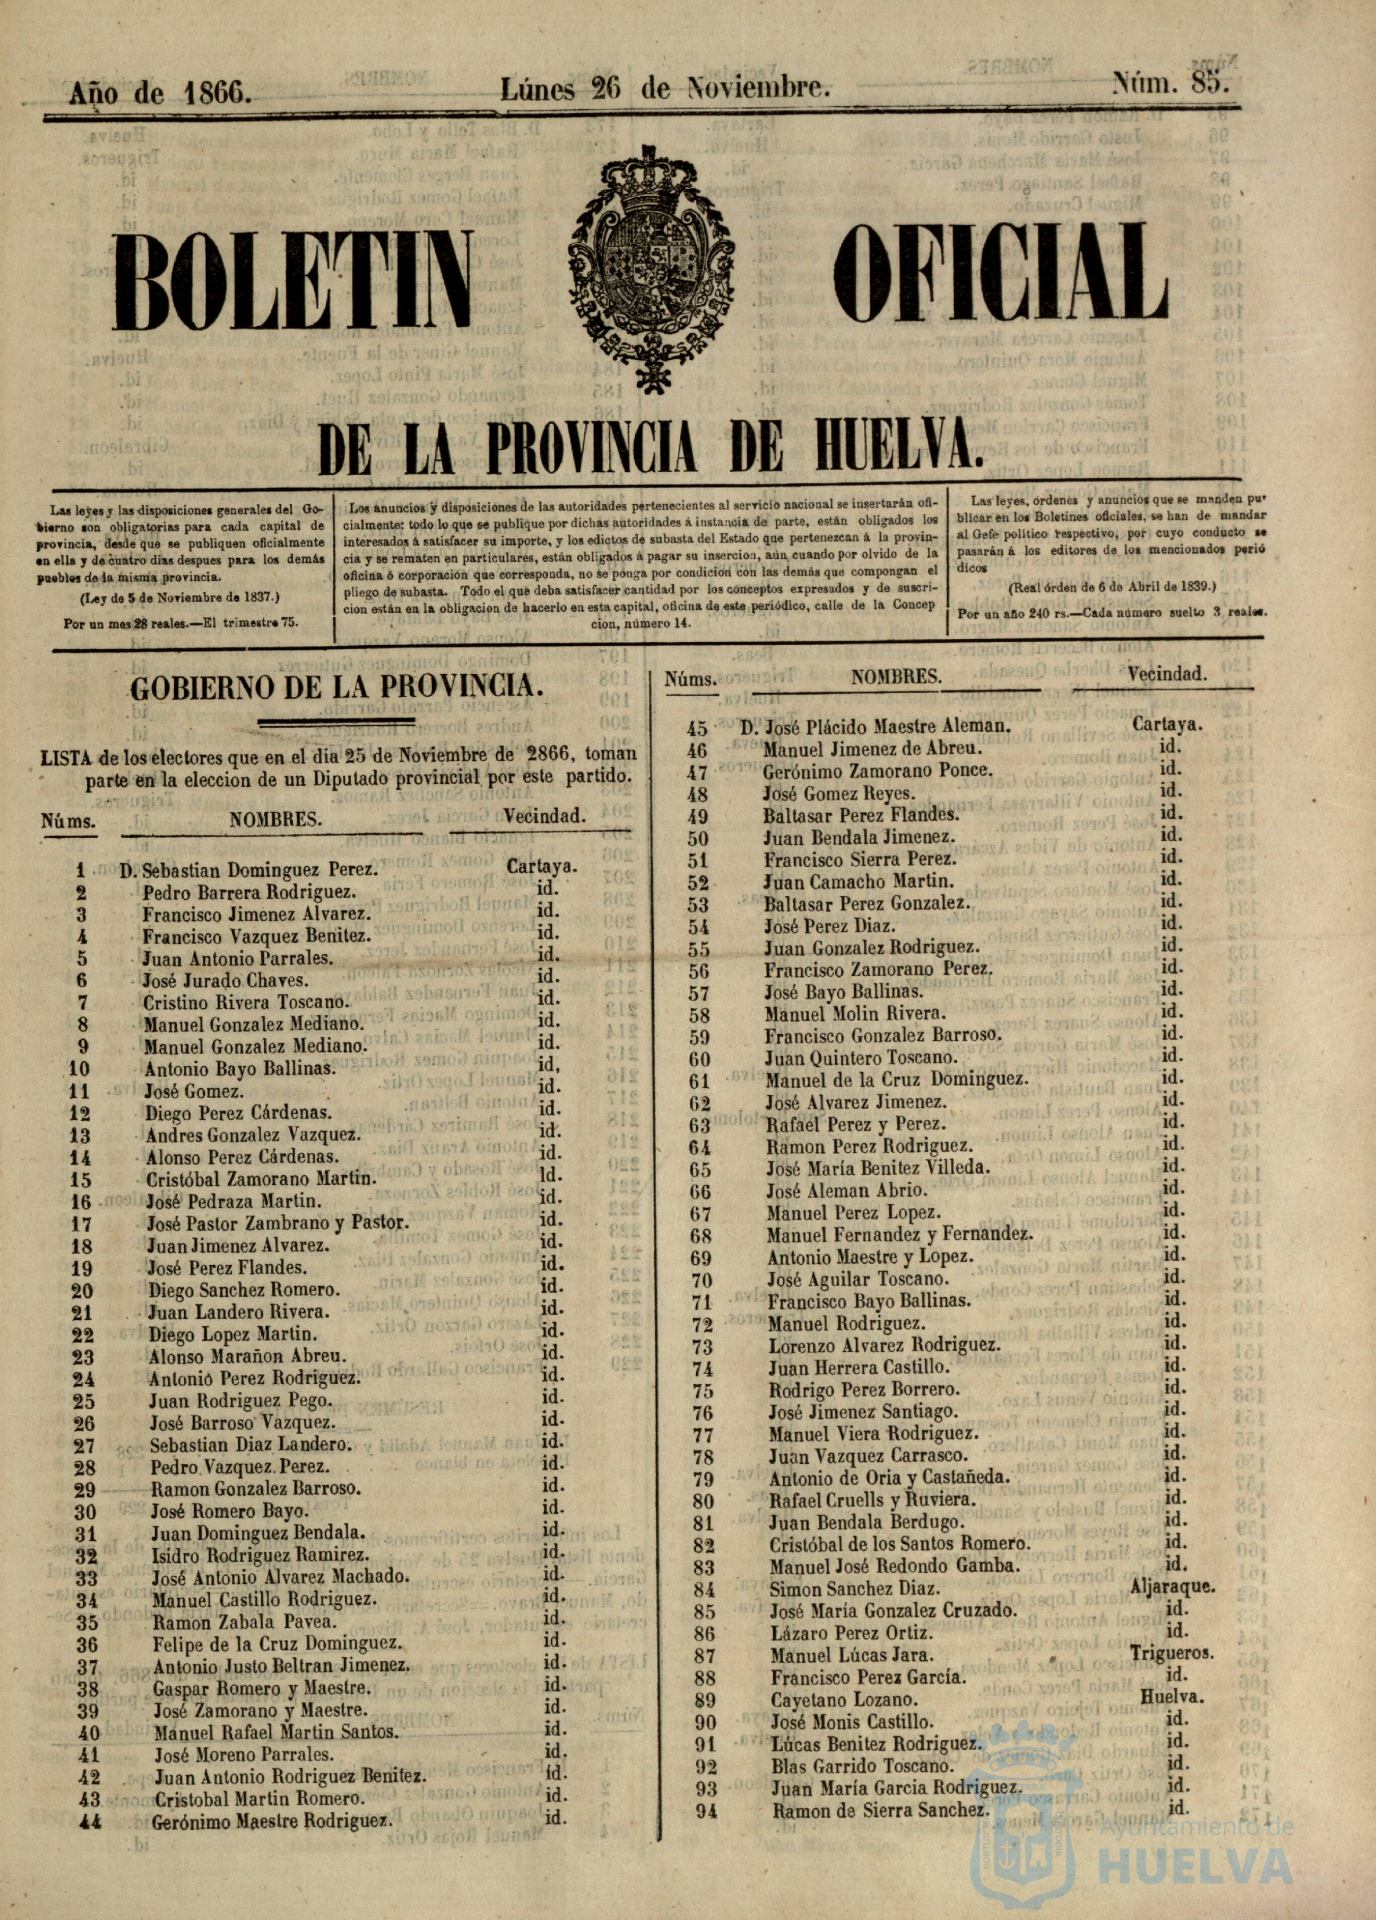 Año de 1866.
Lúnes 26 de Noviembre.
Núm. 85.
BOLETIN OFICIAL
DE LA PROVINCIA DE HUELVA.
Las leyes y las disposiciones generales del Go-
bierno son obligatorias para cada capital de
provincia, desde que se publiquen oficialmente
en ella y de cuatro dias despues para los demás
pueblos de la misma provincia.
(Ley de 5 de Noviembre de 1837.)
Por un mes 28 reales.—El trimestre 75.
Los anuncios y disposiciones de las autoridades pertenecientes al servicio nacional se insertarán ofi-
cialmente: todo lo que se publique por dichas autoridades á instancia de parte, están obligados los
interesados á satisfacer su importe, y los edictos de subasta del Estado que pertenezcan á la provin-
cia y se rematen en particulares, están obligados á pagar su insercion, aún cuando por olvido de la
oficina ó corporacion que corresponda, no se ponga por condicion con las demás que compongan el
pliego de subasta. Todo el que deba satisfacer cantidad por los conceptos expresados y de suscri-
cion están en la obligacion de hacerlo en esta capital, oficina de este periódico, calle de la Concep
cion, número 14.
Las leyes, órdenes y anuncios que se manden pu-
blicar en los Boletines oficiales, se han de mandar
al Gefe político respectivo, por cuyo conducto se
pasarán á los editores de los mencionados perió
dicos
(Real órden de 6 de Abril de 1839.)
Por un año 240 rs.—Cada número suelto 3 reales.
GOBIERNO DE LA PROVINCIA.
LISTA de los electores que en el dia 25 de Noviembre de 2866, toman
parte en la eleccion de un Diputado provincial por este partido.
Núms. NOMBRES. Vecindad.
1 D. Sebastian Dominguez Perez. Cartaya.
2 Pedro Barrera Rodriguez. id.
3 Francisco Jimenez Alvarez. id.
4 Francisco Vazquez Benitez. id.
5 Juan Antonio Parrales. id.
6 José Jurado Chaves. id.
7 Cristino Rivera Toscano. id.
8 Manuel Gonzalez Mediano. id.
9 Manuel Gonzalez Mediano. id.
10 Antonio Bayo Ballinas. id,
11 José Gomez. id.
12 Diego Perez Cárdenas. id.
13 Andres Gonzalez Vazquez. id.
14 Alonso Perez Cárdenas. id.
15 Cristóbal Zamorano Martin. Id.
16 José Pedraza Martin. id.
17 José Pastor Zambrano y Pastor. id.
18 Juan Jimenez Alvarez. id.
19 José Perez Flandes. id.
20 Diego Sanchez Romero. id.
21 Juan Landero Rivera. id.
22 Diego Lopez Martin. id.
23 Alonso Marañon Abreu. id.
24 Antonio Perez Rodriguez. id.
25 Juan Rodriguez Pego. id.
26 José Barroso Vazquez. id.
27 Sebastian Diaz Landero. id.
28 Pedro Vazquez Perez. id.
29 Ramon Gonzalez Barroso. id.
30 José Romero Bayo. id.
31 Juan Dominguez Bendala. id.
32 Isidro Rodriguez Ramirez. id.
33 José Antonio Alvarez Machado. id.
34 Manuel Castillo Rodriguez. id.
35 Ramon Zabala Pavea. id.
36 Felipe de la Cruz Dominguez. id.
37 Antonio Justo Beltran Jimenez. id.
38 Gaspar Romero y Maestre. id.
39 José Zamorano y Maestre. id.
40 Manuel Rafael Martin Santos. id.
41 José Moreno Parrales. id.
42 Juan Antonio Rodriguez Benitez. id.
43 Cristobal Martin Romero. id.
44 Gerónimo Maestre Rodriguez. id.
Núms. NOMBRES. Vecindad.
45 D. José Plácido Maestre Aleman. Cartaya.
46 Manuel Jimenez de Abreu. id.
47 Gerónimo Zamorano Ponce. id.
48 José Gomez Reyes. id.
49 Baltasar Perez Flandes. id.
50 Juan Bendala Jimenez. id.
51 Francisco Sierra Perez. id.
52 Juan Camacho Martin. id.
53 Baltasar Perez Gonzalez. id.
54 José Perez Diaz. id.
55 Juan Gonzalez Rodriguez. id.
56 Francisco Zamorano Perez. id.
57 José Bayo Ballinas. id.
58 Manuel Molin Rivera. id.
59 Francisco Gonzalez Barroso. id.
60 Juan Quintero Toscano. id.
61 Manuel de la Cruz Dominguez. id.
62 José Alvarez Jimenez. id.
63 Rafael Perez y Perez. id.
64 Ramon Perez Rodriguez. id.
65 José María Benitez Villeda. id.
66 José Aleman Abrio. id.
67 Manuel Perez Lopez. id.
68 Manuel Fernandez y Fernandez. id.
69 Antonio Maestre y Lopez. id.
70 José Aguilar Toscano. id.
71 Francisco Bayo Ballinas. id.
72 Manuel Rodriguez. id.
73 Lorenzo Alvarez Rodriguez. id.
74 Juan Herrera Castillo. id.
75 Rodrigo Perez Borrero. id.
76 José Jimenez Santiago. id.
77 Manuel Viera Rodriguez. id.
78 Juan Vazquez Carrasco. id.
79 Antonio de Oria y Castañeda. id.
80 Rafael Cruells y Ruviera. id.
81 Juan Bendala Berdugo. id.
82 Cristóbal de los Santos Romero. id.
83 Manuel José Redondo Gamba. id.
84 Simon Sanchez Diaz. Aljaraque.
85 José María Gonzalez Cruzado. id.
86 Lázaro Perez Ortiz. id.
87 Manuel Lúcas Jara. Trigueros.
88 Francisco Perez García. id.
89 Cayetano Lozano. Huelva.
90 José Monis Castillo. id.
91 Lúcas Benitez Rodriguez. id.
92 Blas Garrido Toscano. id.
93 Juan María Garcia Rodriguez. id.
94 Ramon de Sierra Sanchez. id.
Ayuntamiento de
HUELVA